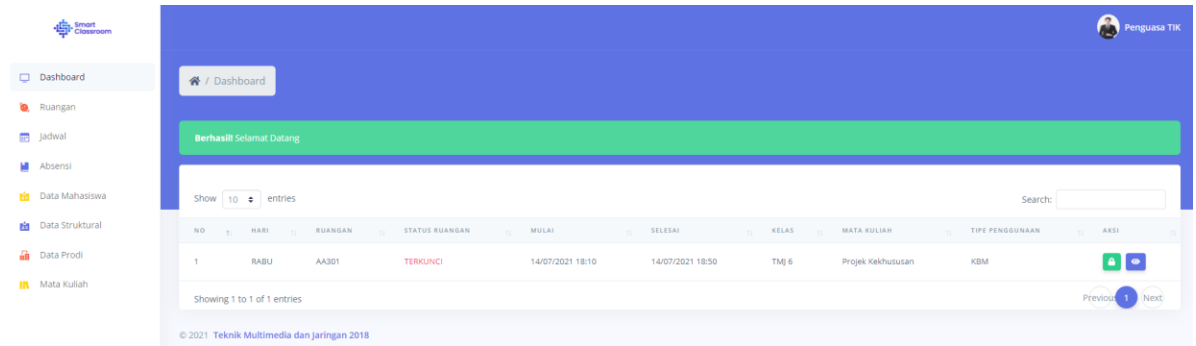 Smart
Classroom
Penguasa TIK
Dashboard
Ruangan
Jadwal
Absensi
Data Mahasiswa
Data Struktural
Data Prodi
Mata Kuliah
/ Dashboard
Berhasil! Selamat Datang
Show 10 entries
Search:
NO HARI RUANGAN STATUS RUANGAN MULAI SELESAI KELAS MATA KULIAH TIPE PENGGUNAAN AKSI
1 RABU AA301 TERKUNCI 14/07/2021 18:10 14/07/2021 18:50 TMJ 6 Projek Kekhususan KBM
Showing 1 to 1 of 1 entries
Previous 1 Next
© 2021 Teknik Multimedia dan Jaringan 2018